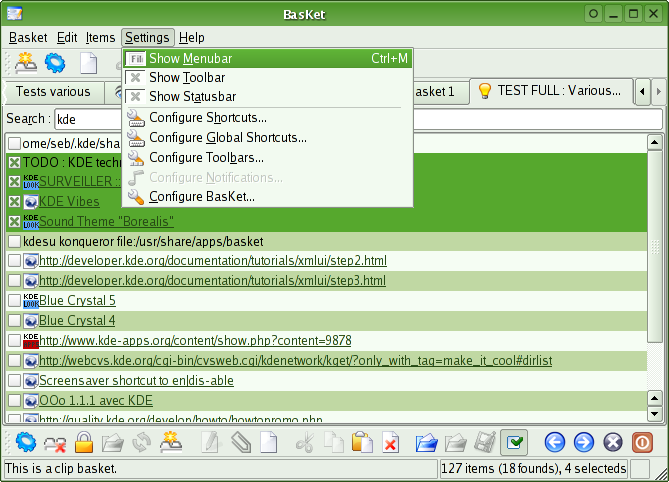 BasKet
Basket Edit Items Settings Help
Show Menubar Ctrl+M
Show Toolbar
Show Statusbar
Configure Shortcuts...
Configure Global Shortcuts...
Configure Toolbars...
Configure Notifications...
Configure BasKet...
Tests various
asket 1
TEST FULL : Various...
Search : kde
ome/seb/.kde/sha
TODO : KDE techn
SURVEILLER ::
KDE Vibes
Sound Theme "Borealis"
kdesu konqueror file:/usr/share/apps/basket
http://developer.kde.org/documentation/tutorials/xmlui/step2.html
http://developer.kde.org/documentation/tutorials/xmlui/step3.html
Blue Crystal 5
Blue Crystal 4
http://www.kde-apps.org/content/show.php?content=9878
http://webcvs.kde.org/cgi-bin/cvsweb.cgi/kdenetwork/kget/?only_with_tag=make_it_cool#dirlist
Screensaver shortcut to en|dis-able
OOo 1.1.1 avec KDE
http://quality.kde.org/develop/howto/howtopromo.php
This is a clip basket.
127 items (18 founds), 4 selecteds